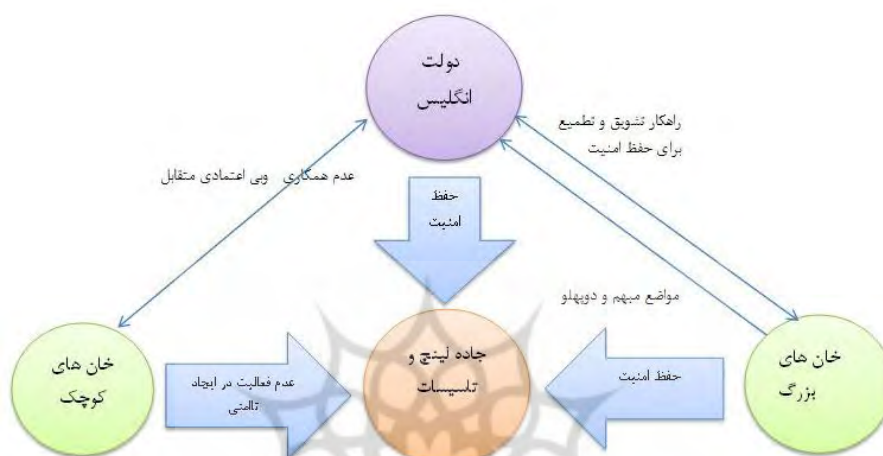 دولت
انگلیس
راهکار تشویق و تطمیع
برای حفظ امنیت
عدم همکاری وبی اعتمادی متقابل
حفظ
امنیت
مواضع مبهم و دوپهلو
خان های
بزرگ
جاده لینچ و
تاسیسات
خان های
کوچک
حفظ امنیت
عدم فعالیت در ایجاد
ناامنی